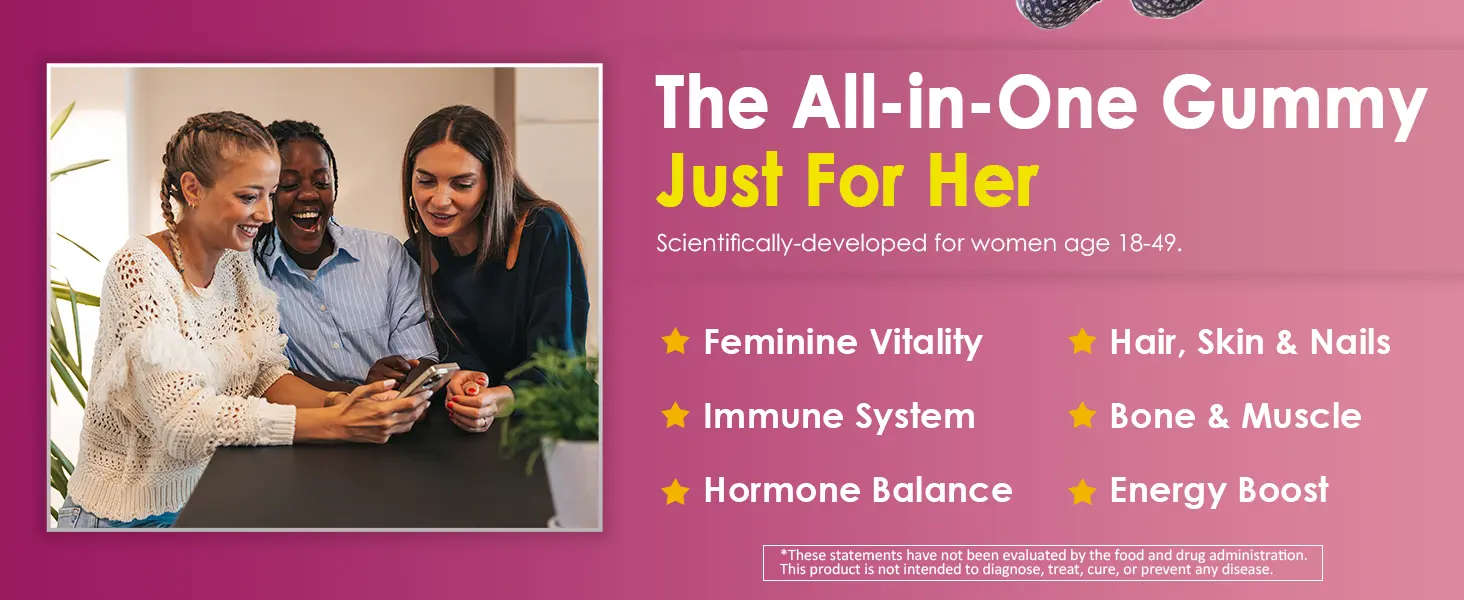 The All-in-One Gummy
Just For Her
Scientifically-developed for women age 18-49.
Feminine Vitality
Hair, Skin & Nails
Immune System
Bone & Muscle
Hormone Balance
Energy Boost
*These statements have not been evaluated by the food and drug administration.
This product is not intended to diagnose, treat, cure, or prevent any disease.